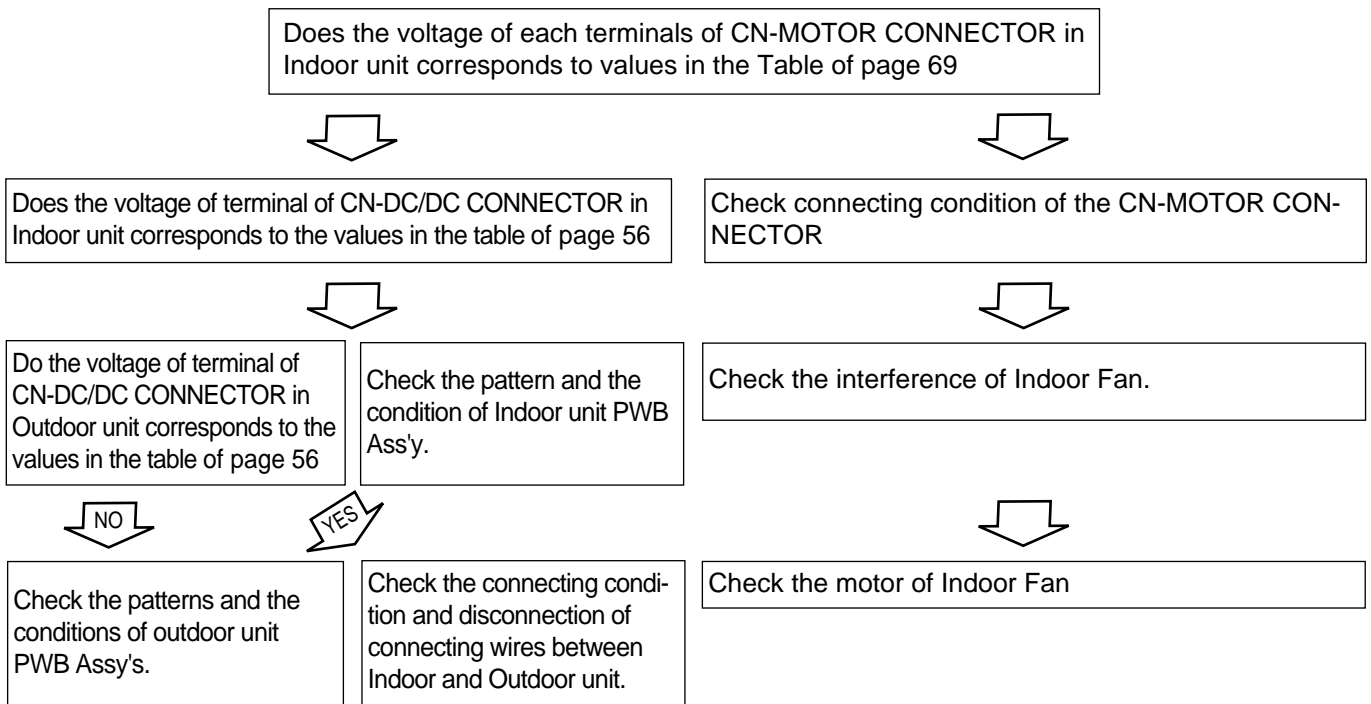 Does the voltage of each terminals of CN-MOTOR CONNECTOR in
Indoor unit corresponds to values in the Table of page 69
Does the voltage of terminal of CN-DC/DC CONNECTOR in
Indoor unit corresponds to the values in the table of page 56
Check connecting condition of the CN-MOTOR CON-
NECTOR
Do the voltage of terminal of
CN-DC/DC CONNECTOR in
Outdoor unit corresponds to the
values in the table of page 56
Check the pattern and the
condition of Indoor unit PWB
Ass'y.
Check the interference of Indoor Fan.
NO
YES
Check the patterns and the
conditions of outdoor unit
PWB Assy's.
Check the connecting condi-
tion and disconnection of
connecting wires between
Indoor and Outdoor unit.
Check the motor of Indoor Fan